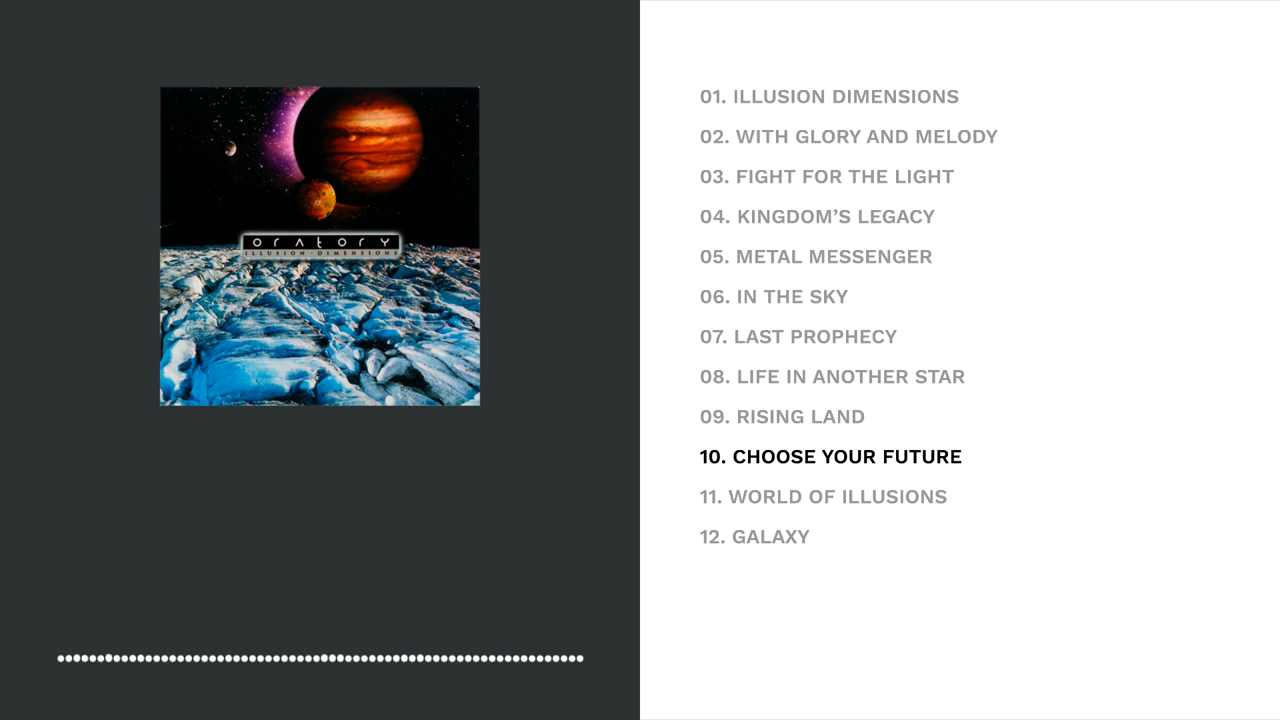 oratory
ILLUSION DIMENSIONS
01. ILLUSION DIMENSIONS
02. WITH GLORY AND MELODY
03. FIGHT FOR THE LIGHT
04. KINGDOM’S LEGACY
05. METAL MESSENGER
06. IN THE SKY
07. LAST PROPHECY
08. LIFE IN ANOTHER STAR
09. RISING LAND
10. CHOOSE YOUR FUTURE
11. WORLD OF ILLUSIONS
12. GALAXY